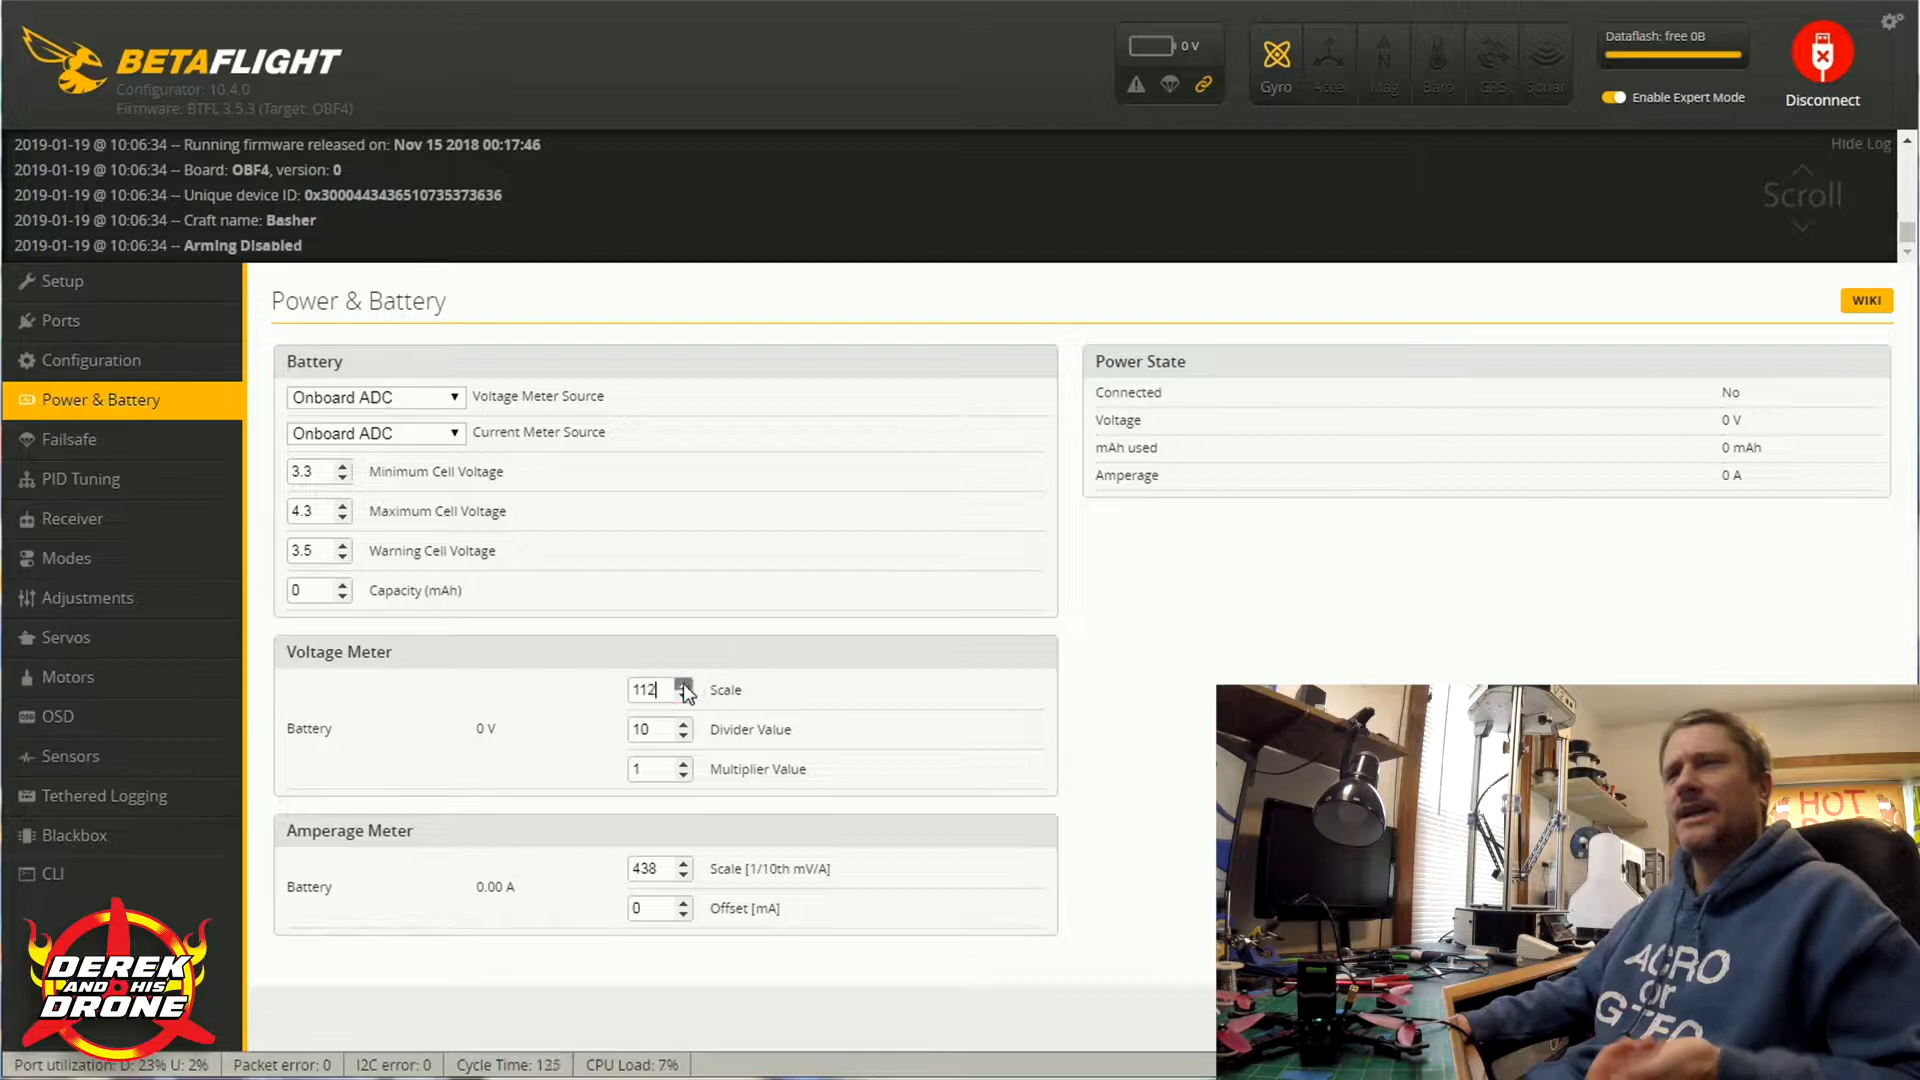 BETAFLIGHT
Configurator: 10.4.0
Firmware: BTFL 3.5.3 (Target: OBF4)
0 V
Gyro
Accel
Mag
Baro
GPS
Sonar
Dataflash: free 0B
Enable Expert Mode
Disconnect
2019-01-19 @ 10:06:34 -- Running firmware released on: Nov 15 2018 00:17:46
2019-01-19 @ 10:06:34 -- Board: OBF4, version: 0
2019-01-19 @ 10:06:34 -- Unique device ID: 0x3000443436510735373636
2019-01-19 @ 10:06:34 -- Craft name: Basher
2019-01-19 @ 10:06:34 -- Arming Disabled
Hide Log
Scroll
Setup
Ports
Configuration
Power & Battery
Failsafe
PID Tuning
Receiver
Modes
Adjustments
Servos
Motors
OSD
Sensors
Tethered Logging
Blackbox
CLI
DEREK
AND HIS
DRONE
Power & Battery
WIKI
Battery
Onboard ADC Voltage Meter Source
Onboard ADC Current Meter Source
3.3 Minimum Cell Voltage
4.3 Maximum Cell Voltage
3.5 Warning Cell Voltage
0 Capacity (mAh)
Voltage Meter
Battery 0 V
112 Scale
10 Divider Value
1 Multiplier Value
Amperage Meter
Battery 0.00 A
438 Scale [1/10th mV/A]
0 Offset [mA]
Power State
Connected No
Voltage 0 V
mAh used 0 mAh
Amperage 0 A
HOT
ACRO
or
GTFO
Port utilization: D: 23% U: 2%
Packet error: 0
I2C error: 0
Cycle Time: 125
CPU Load: 7%